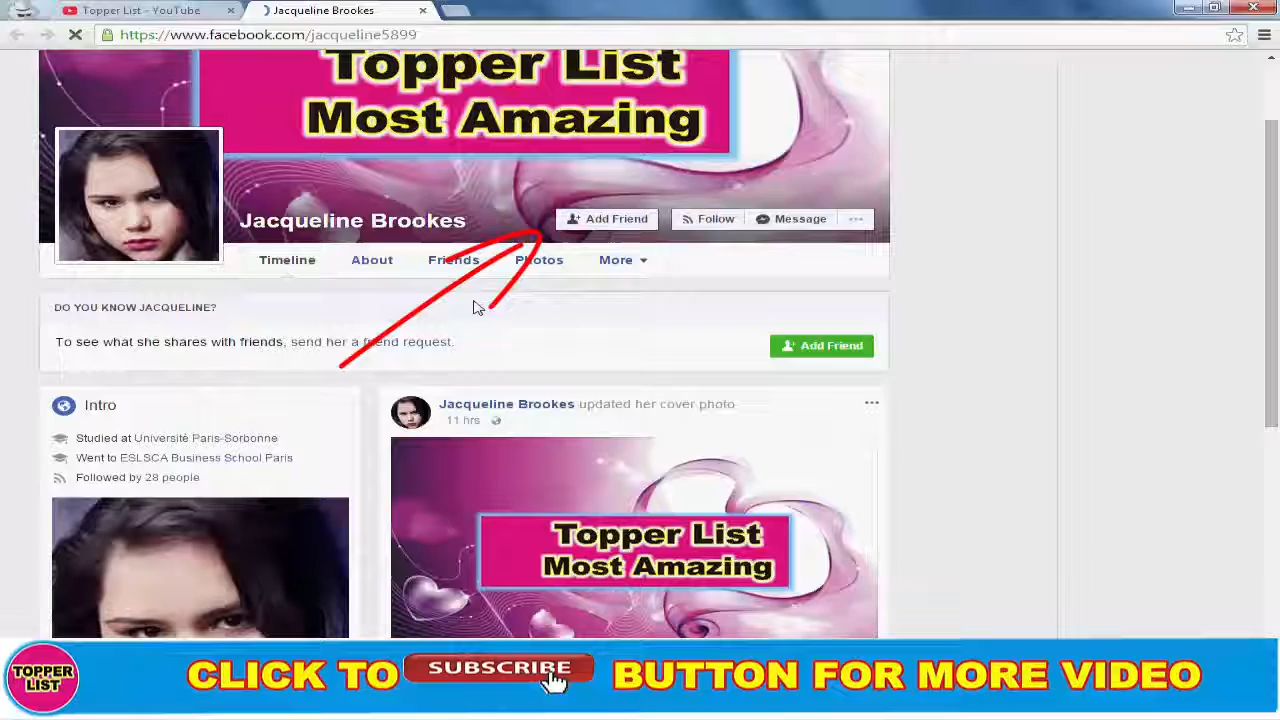 Topper List - YouTube
Jacqueline Brookes
https://www.facebook.com/jacqueline5899
Topper List
Most Amazing
Jacqueline Brookes
Add Friend
Follow
Message
Timeline
About
Friends
Photos
More
DO YOU KNOW JACQUELINE?
To see what she shares with friends, send her a friend request.
Add Friend
Intro
Studied at Université Paris-Sorbonne
Went to ESLSCA Business School Paris
Followed by 28 people
Jacqueline Brookes updated her cover photo
11 hrs
Topper List
Most Amazing
TOPPER
LIST
CLICK TO SUBSCRIBE BUTTON FOR MORE VIDEO